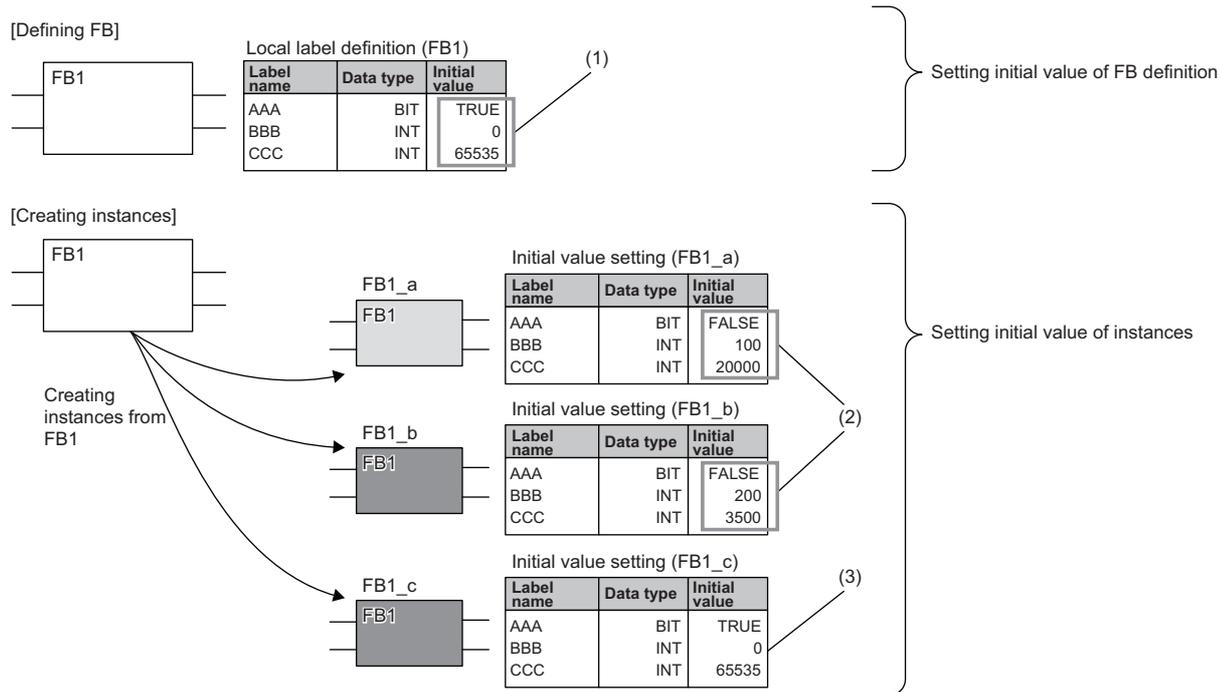 [Defining FB]
FB1
Local label definition (FB1)
Label name Data type Initial value
AAA BIT TRUE
BBB INT 0
CCC INT 65535
(1)
Setting initial value of FB definition
[Creating instances]
FB1
Creating
instances from
FB1
FB1_a
FB1
Initial value setting (FB1_a)
Label name Data type Initial value
AAA BIT FALSE
BBB INT 100
CCC INT 20000
Setting initial value of instances
FB1_b
FB1
Initial value setting (FB1_b)
Label name Data type Initial value
AAA BIT FALSE
BBB INT 200
CCC INT 3500
(2)
FB1_c
FB1
Initial value setting (FB1_c)
Label name Data type Initial value
AAA BIT TRUE
BBB INT 0
CCC INT 65535
(3)